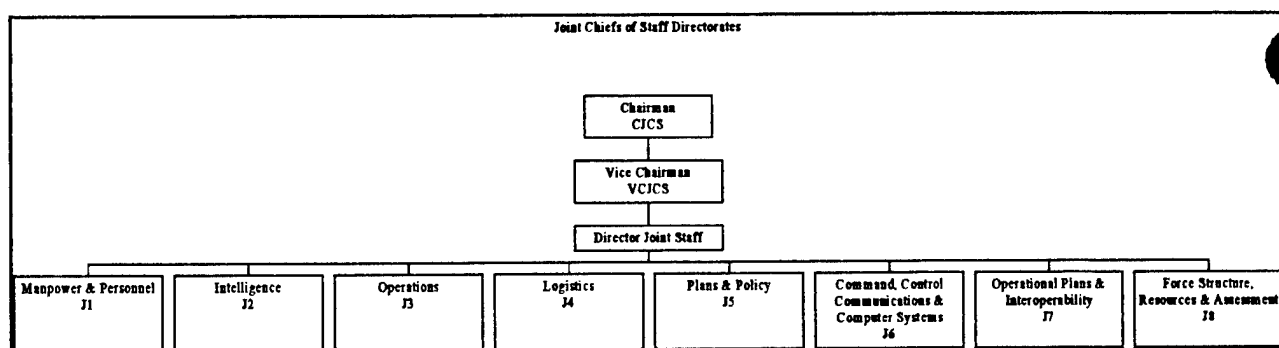 Joint Chiefs of Staff Directorates
Chairman
CJCS
Vice Chairman
VCJCS
Director Joint Staff
Manpower & Personnel
J1
Intelligence
J2
Operations
J3
Logistics
J4
Plans & Policy
J5
Command, Control
Communications &
Computer Systems
J6
Operational Plans &
Interoperability
J7
Force Structure,
Resources & Assessment
J8